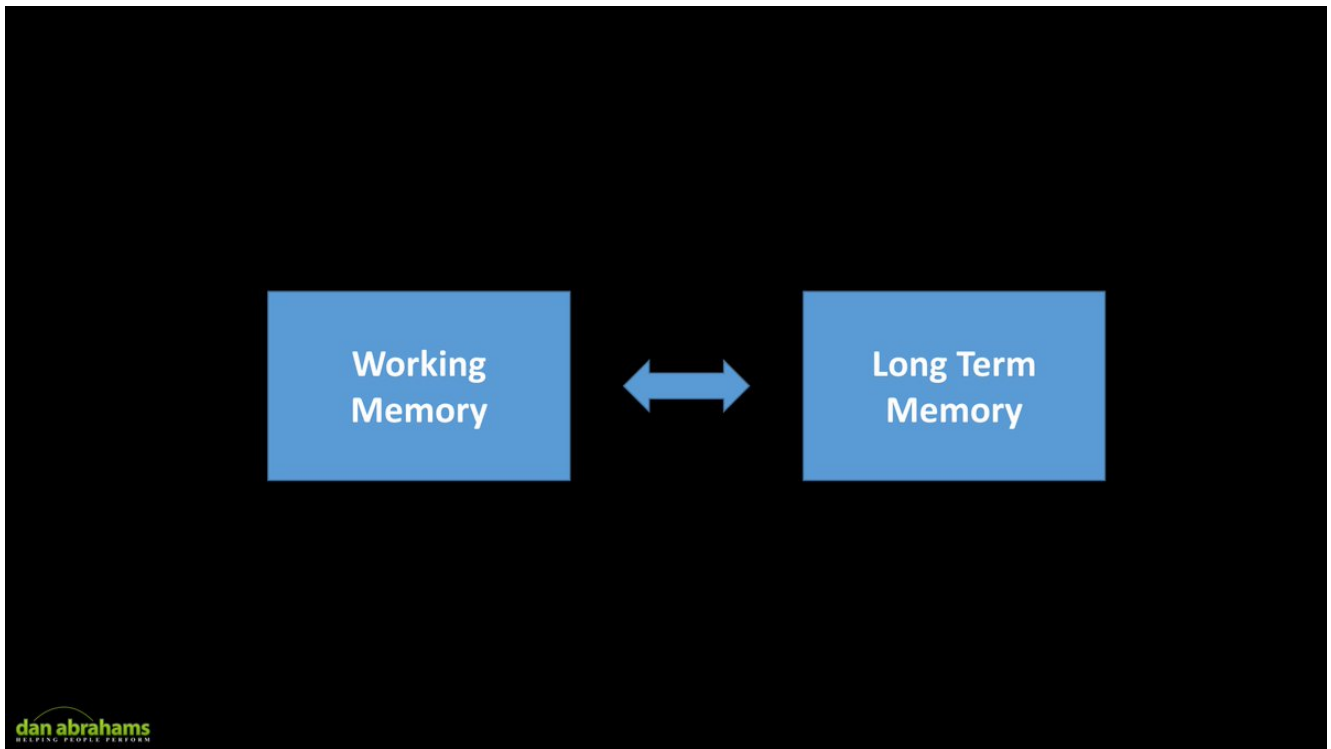 Working
Memory
Long Term
Memory
dan abrahams
HELPING PEOPLE PERFORM